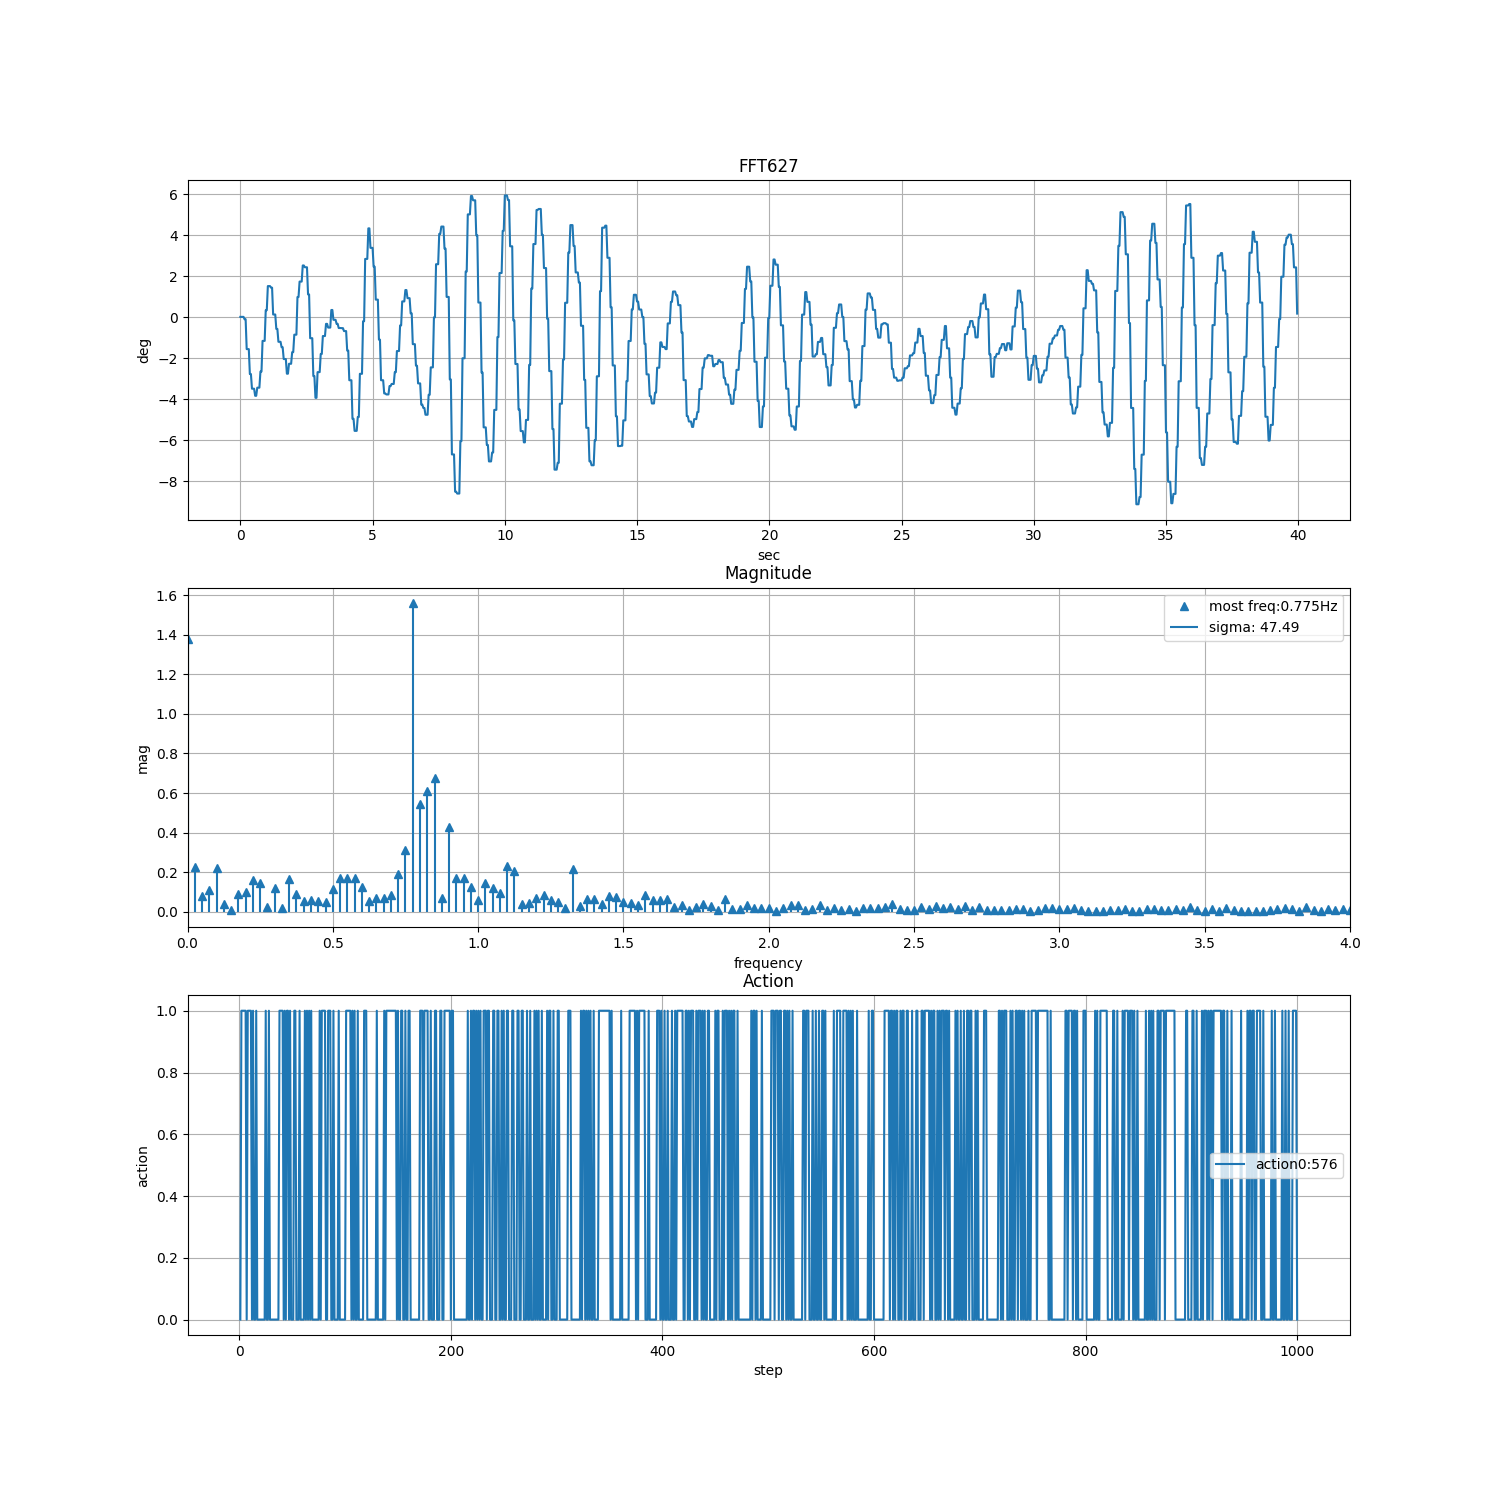 FFT627
6
4
2
0
−2
−4
−6
−8
deg
0 5 10 15 20 25 30 35 40
sec
Magnitude
1.6
1.4
1.2
1.0
0.8
0.6
0.4
0.2
0.0
mag
most freq:0.775Hz
sigma: 47.49
0.0 0.5 1.0 1.5 2.0 2.5 3.0 3.5 4.0
frequency
Action
1.0
0.8
0.6
0.4
0.2
0.0
action
action0:576
0 200 400 600 800 1000
step